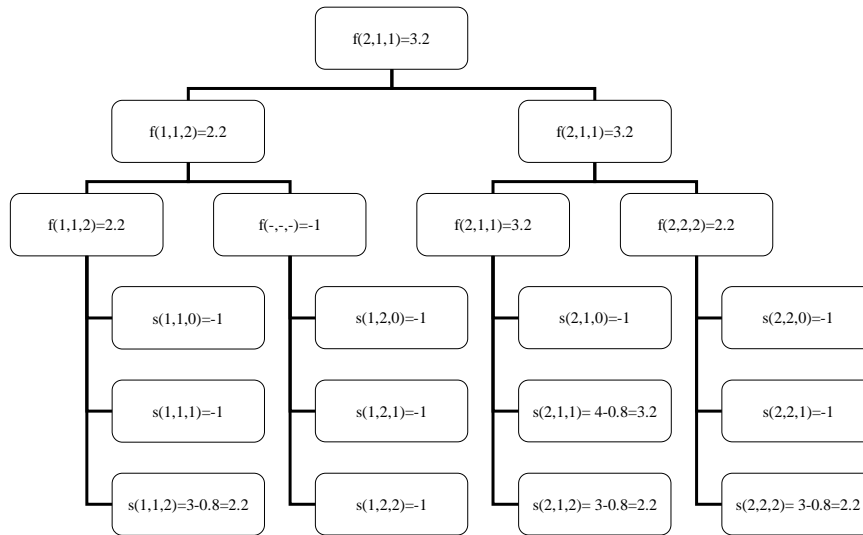 f(2,1,1)=3.2
f(1,1,2)=2.2
f(2,1,1)=3.2
f(1,1,2)=2.2
f(-,-,-)=-1
f(2,1,1)=3.2
f(2,2,2)=2.2
s(1,1,0)=-1
s(1,2,0)=-1
s(2,1,0)=-1
s(2,2,0)=-1
s(1,1,1)=-1
s(1,2,1)=-1
s(2,1,1)= 4-0.8=3.2
s(2,2,1)=-1
s(1,1,2)=3-0.8=2.2
s(1,2,2)=-1
s(2,1,2)= 3-0.8=2.2
s(2,2,2)= 3-0.8=2.2